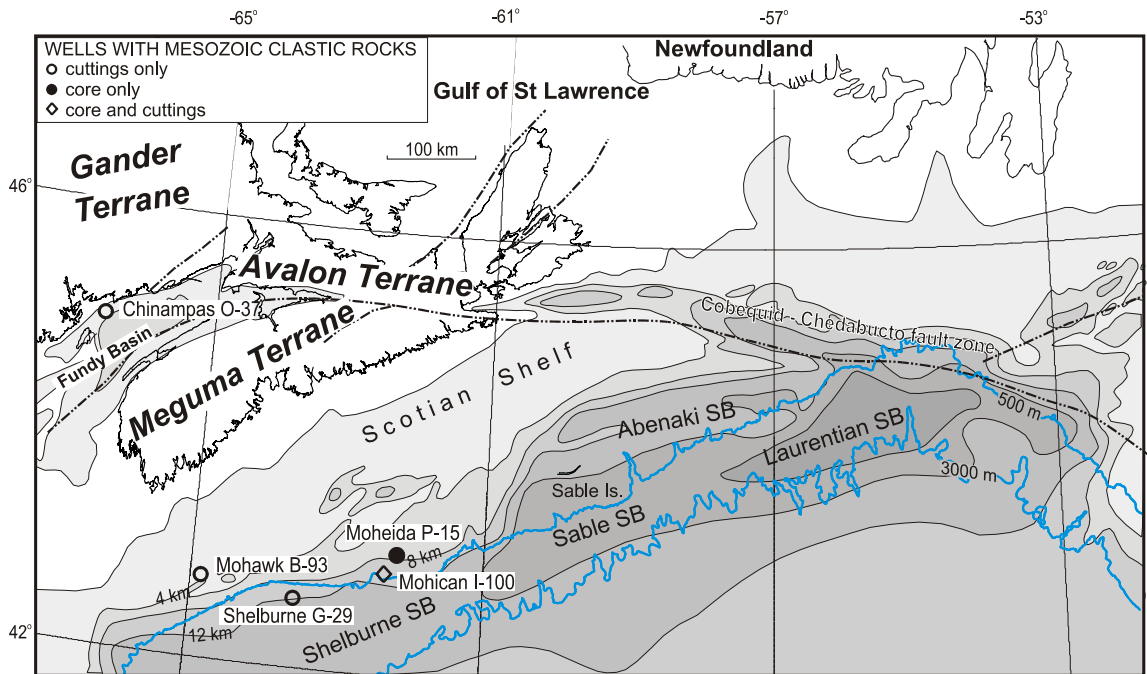 -65°
-61°
-57°
-53°
WELLS WITH MESOZOIC CLASTIC ROCKS
cuttings only
core only
core and cuttings
Newfoundland
Gulf of St Lawrence
100 km
Gander
Terrane
46°
Avalon Terrane
Chinampas O-37
Fundy Basin
Meguma Terrane
Cobequid - Chedabucto fault zone
Scotian Shelf
500 m
Abenaki SB
Laurentian SB
3000 m
Sable Is.
Sable SB
Moheida P-15
8 km
Mohawk B-93
Mohican I-100
4 km
Shelburne G-29
12 km
Shelburne SB
42°